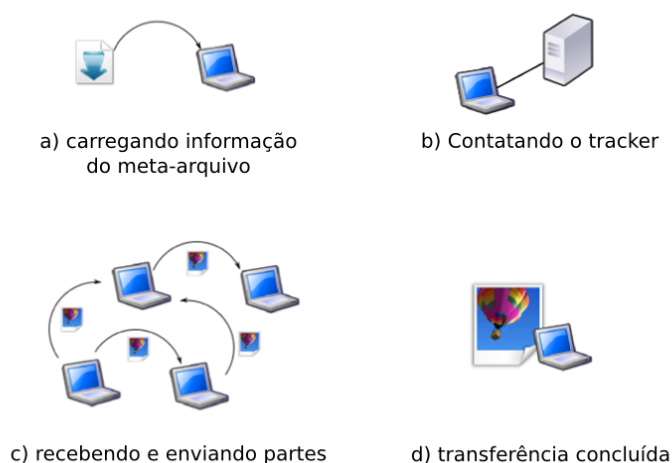 a) carregando informação
do meta-arquivo
b) Contatando o tracker
c) recebendo e enviando partes
d) transferência concluída